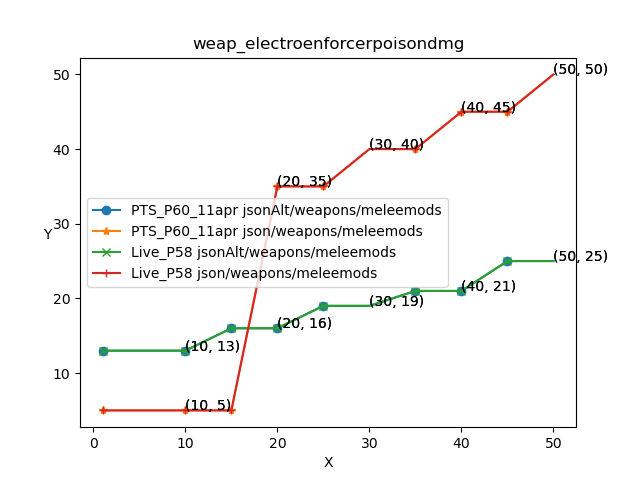 weap_electroenforcerpoisondmg
50
(50, 50)
(40, 45)
40
(30, 40)
(20, 35)
PTS_P60_11apr jsonAlt/weapons/meleemods
Y
30
PTS_P60_11apr json/weapons/meleemods
Live_P58 jsonAlt/weapons/meleemods
Live_P58 json/weapons/meleemods
(50, 25)
(40, 21)
20
(30, 19)
(20, 16)
(10, 13)
10
(10, 5)
0 10 20 30 40 50
X